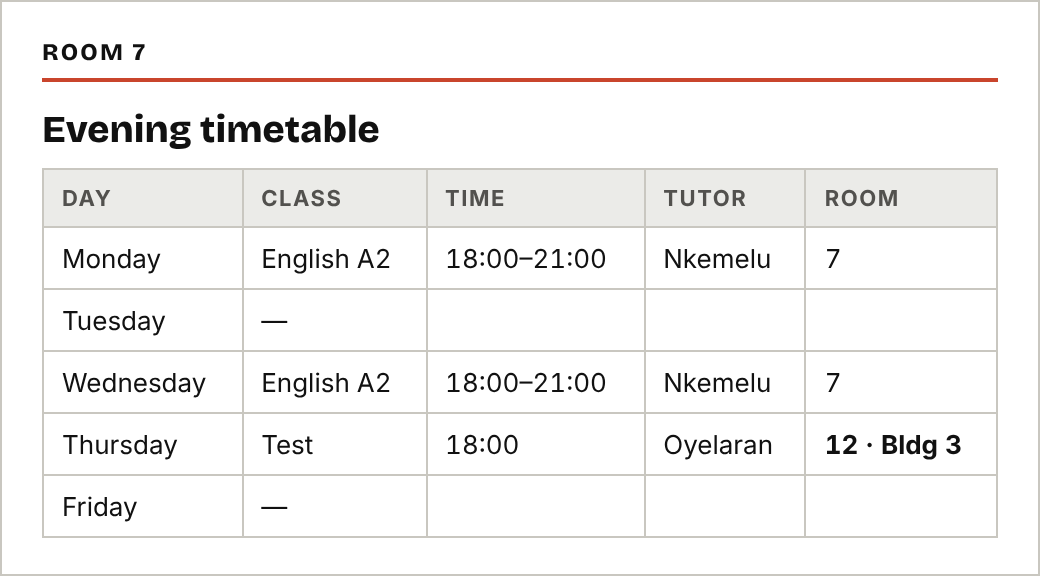 ROOM 7
Evening timetable
DAY CLASS TIME TUTOR ROOM
Monday English A2 18:00–21:00 Nkemelu 7
Tuesday —
Wednesday English A2 18:00–21:00 Nkemelu 7
Thursday Test 18:00 Oyelaran 12 · Bldg 3
Friday —